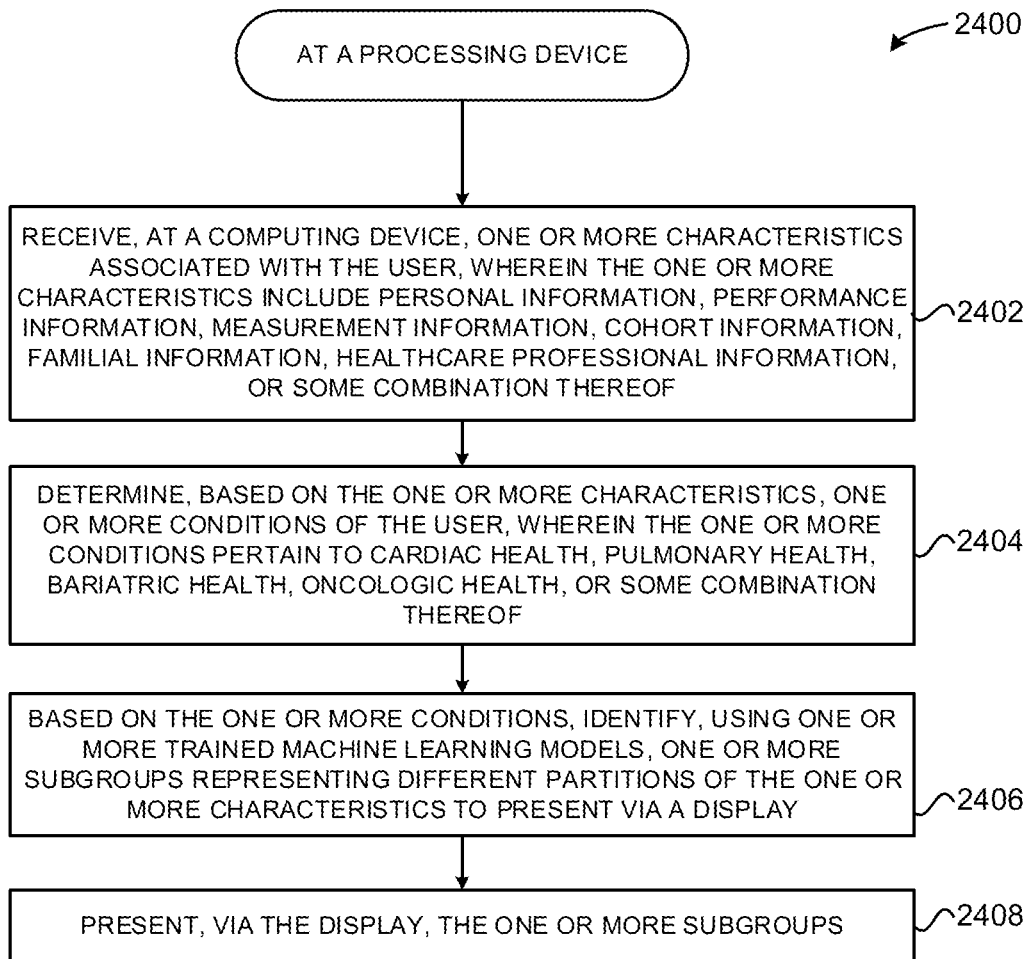 2400
AT A PROCESSING DEVICE
RECEIVE, AT A COMPUTING DEVICE, ONE OR MORE CHARACTERISTICS
ASSOCIATED WITH THE USER, WHEREIN THE ONE OR MORE
CHARACTERISTICS INCLUDE PERSONAL INFORMATION, PERFORMANCE
INFORMATION, MEASUREMENT INFORMATION, COHORT INFORMATION,
FAMILIAL INFORMATION, HEALTHCARE PROFESSIONAL INFORMATION,
OR SOME COMBINATION THEREOF
2402
DETERMINE, BASED ON THE ONE OR MORE CHARACTERISTICS, ONE
OR MORE CONDITIONS OF THE USER, WHEREIN THE ONE OR MORE
CONDITIONS PERTAIN TO CARDIAC HEALTH, PULMONARY HEALTH,
BARIATRIC HEALTH, ONCOLOGIC HEALTH, OR SOME COMBINATION
THEREOF
2404
BASED ON THE ONE OR MORE CONDITIONS, IDENTIFY, USING ONE OR
MORE TRAINED MACHINE LEARNING MODELS, ONE OR MORE
SUBGROUPS REPRESENTING DIFFERENT PARTITIONS OF THE ONE OR
MORE CHARACTERISTICS TO PRESENT VIA A DISPLAY
2406
PRESENT, VIA THE DISPLAY, THE ONE OR MORE SUBGROUPS
2408